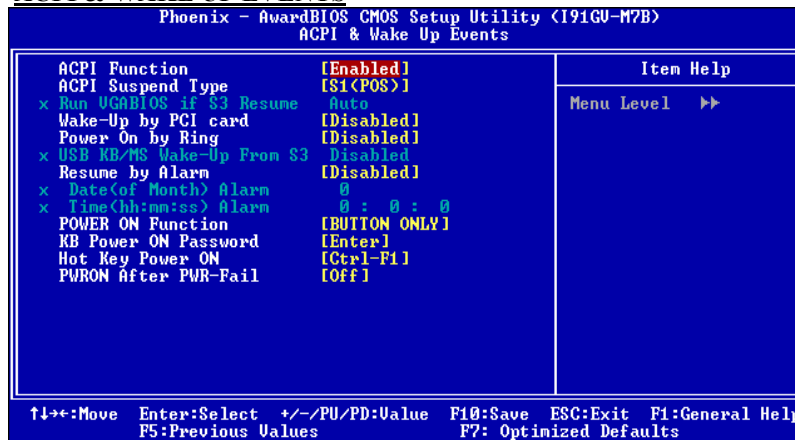 ACPI & WAKE UP EVENTS
Phoenix - AwardBIOS CMOS Setup Utility (I91GV-M7B)
ACPI & Wake Up Events
ACPI Function [Enabled]
ACPI Suspend Type [S1(POS)]
x Run VGABIOS if S3 Resume Auto
Wake-Up by PCI card [Disabled]
Power On by Ring [Disabled]
x USB KB/MS Wake-Up From S3 Disabled
Resume by Alarm [Disabled]
x Date(of Month) Alarm 0
x Time(hh:mm:ss) Alarm 0 : 0 : 0
POWER ON Function [BUTTON ONLY]
KB Power ON Password [Enter]
Hot Key Power ON [Ctrl-F1]
PWRON After PWR-Fail [Off]
Item Help
Menu Level ▶▶
↑↓→←:Move Enter:Select +/-/PU/PD:Value F10:Save ESC:Exit F1:General Help
F5:Previous Values F7: Optimized Defaults